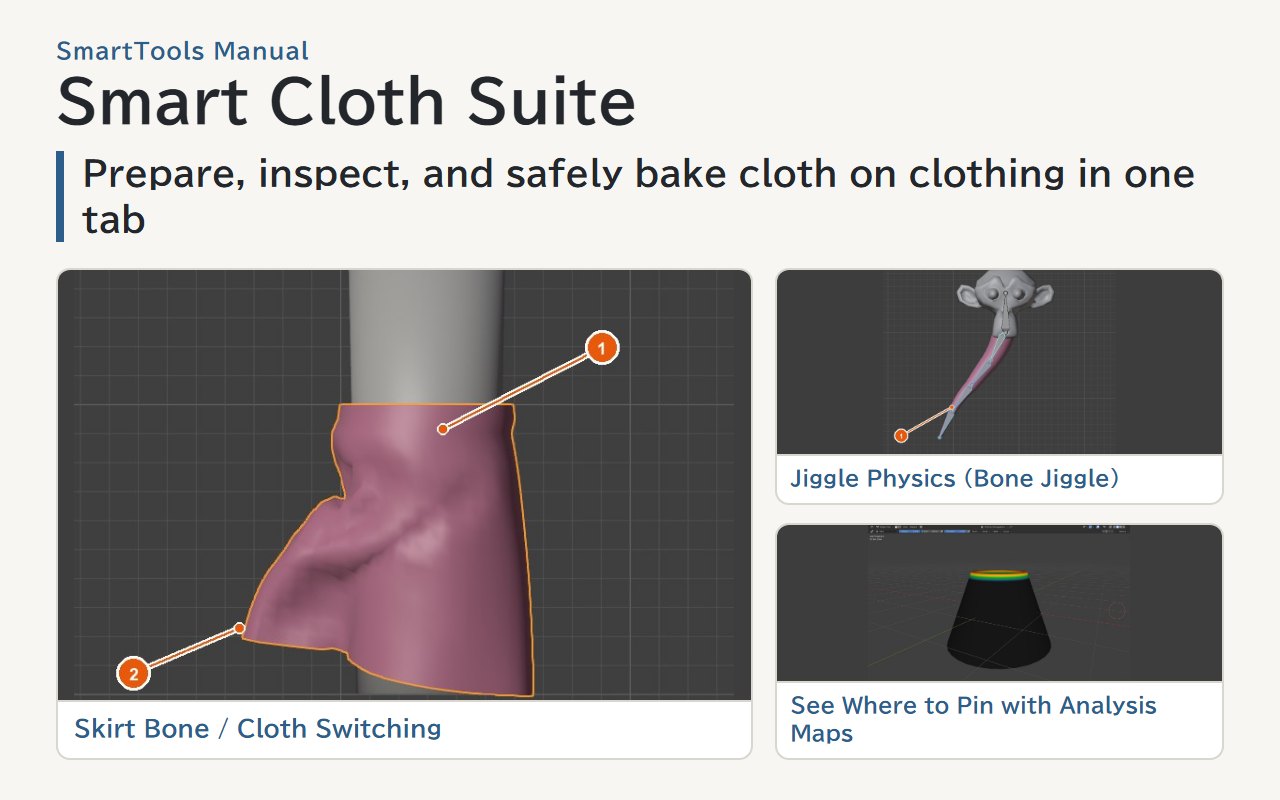 SmartTools Manual
Smart Cloth Suite
Prepare, inspect, and safely bake cloth on clothing in one
tab
1
2
Skirt Bone / Cloth Switching
1
Jiggle Physics (Bone Jiggle)
See Where to Pin with Analysis
Maps